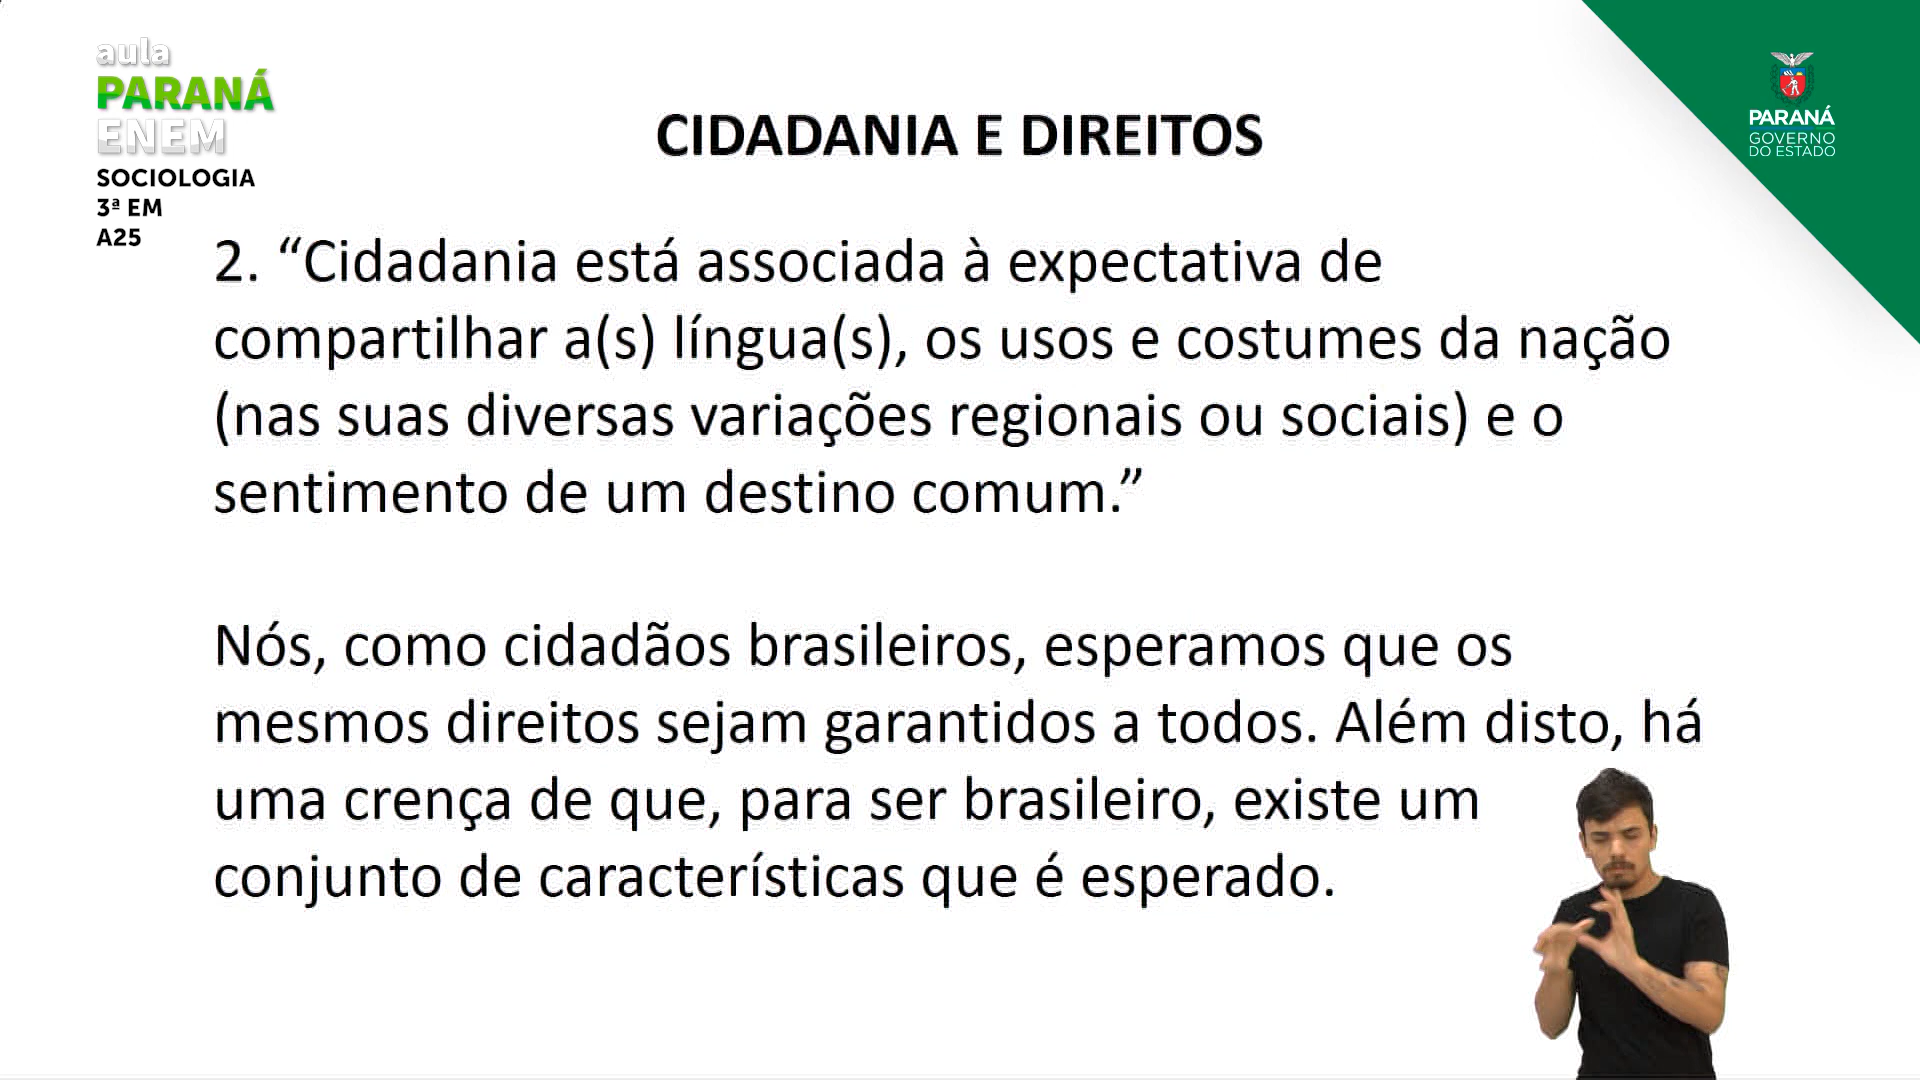 aula
PARANÁ
ENEM
SOCIOLOGIA
3ª EM
A25
CIDADANIA E DIREITOS
PARANÁ
GOVERNO
DO ESTADO
2. “Cidadania está associada à expectativa de
compartilhar a(s) língua(s), os usos e costumes da nação
(nas suas diversas variações regionais ou sociais) e o
sentimento de um destino comum.”
Nós, como cidadãos brasileiros, esperamos que os
mesmos direitos sejam garantidos a todos. Além disto, há
uma crença de que, para ser brasileiro, existe um
conjunto de características que é esperado.